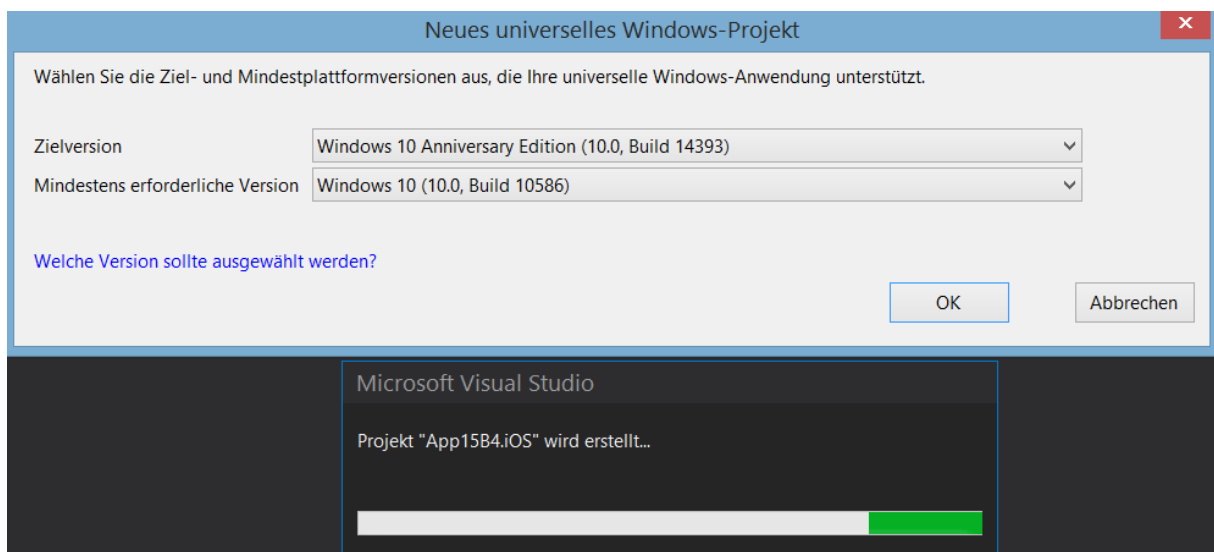 Neues universelles Windows-Projekt
Wählen Sie die Ziel- und Mindestplattformversionen aus, die Ihre universelle Windows-Anwendung unterstützt.
Zielversion Windows 10 Anniversary Edition (10.0, Build 14393)
Mindestens erforderliche Version Windows 10 (10.0, Build 10586)
Welche Version sollte ausgewählt werden?
OK Abbrechen
Microsoft Visual Studio
Projekt "App15B4.iOS" wird erstellt...